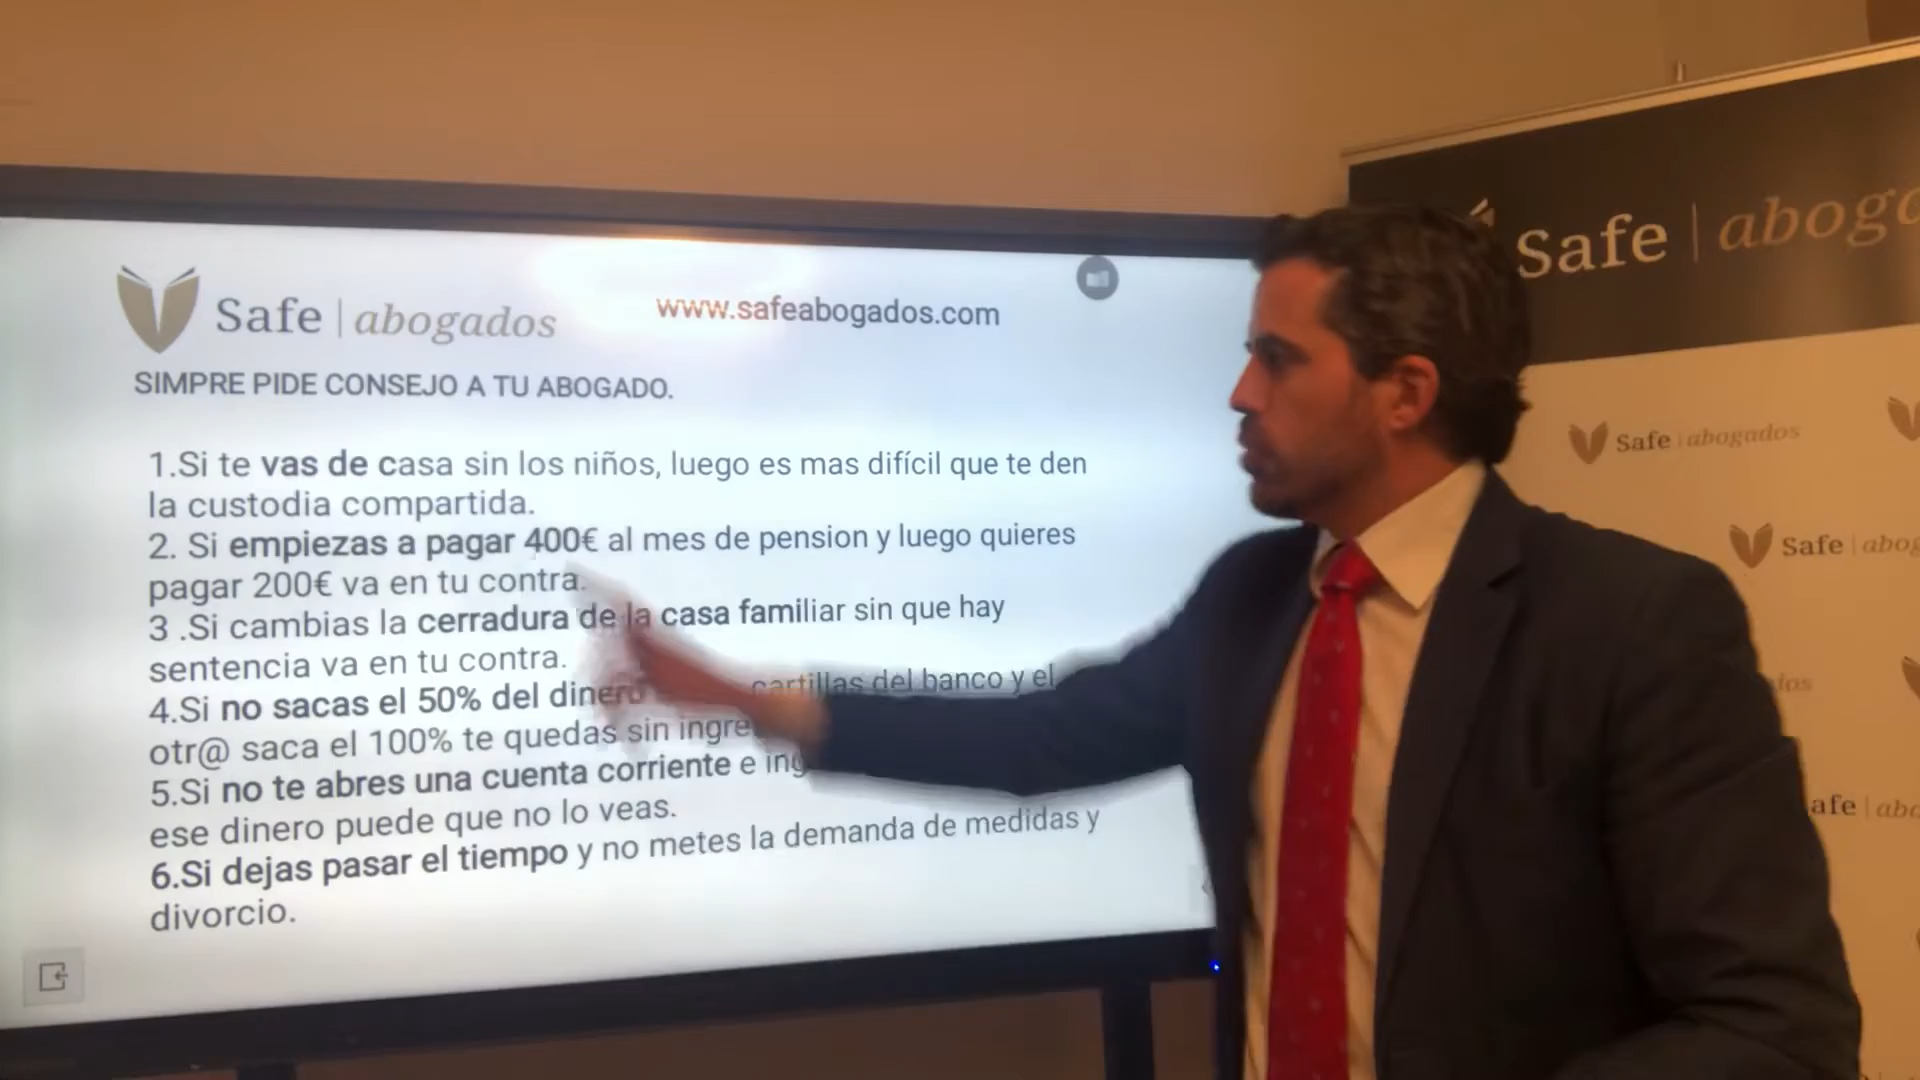 Safe | abogados
www.safeabogados.com
SIMPRE PIDE CONSEJO A TU ABOGADO.
1.Si te vas de casa sin los niños, luego es mas difícil que te den
la custodia compartida.
2. Si empiezas a pagar 400€ al mes de pension y luego quieres
pagar 200€ va en tu contra.
3 .Si cambias la cerradura de la casa familiar sin que hay
sentencia va en tu contra.
4.Si no sacas el 50% del dinero cartillas del banco y el
otr@ saca el 100% te quedas sin ingre
5.Si no te abres una cuenta corriente e ing
ese dinero puede que no lo veas.
6.Si dejas pasar el tiempo y no metes la demanda de medidas y
divorcio.
Safe | aboga
Safe | abogados
Safe | abog
afe | abo